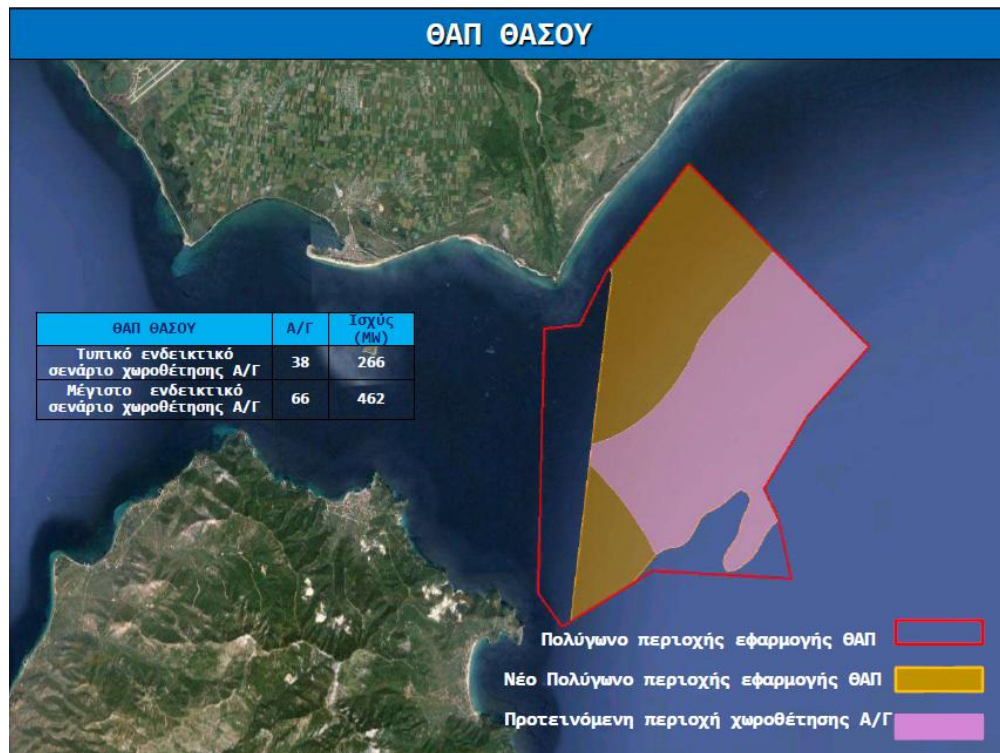 ΘΑΠ ΘΑΣΟΥ
ΘΑΠ ΘΑΣΟΥ Α/Γ Ισχύς
(MW)
Τυπικό ενδεικτικό
σενάριο χωροθέτησης Α/Γ 38 266
Μέγιστο ενδεικτικό
σενάριο χωροθέτησης Α/Γ 66 462
Πολύγωνο περιοχής εφαρμογής ΘΑΠ
Νέο Πολύγωνο περιοχής εφαρμογής ΘΑΠ
Προτεινόμενη περιοχή χωροθέτησης Α/Γ